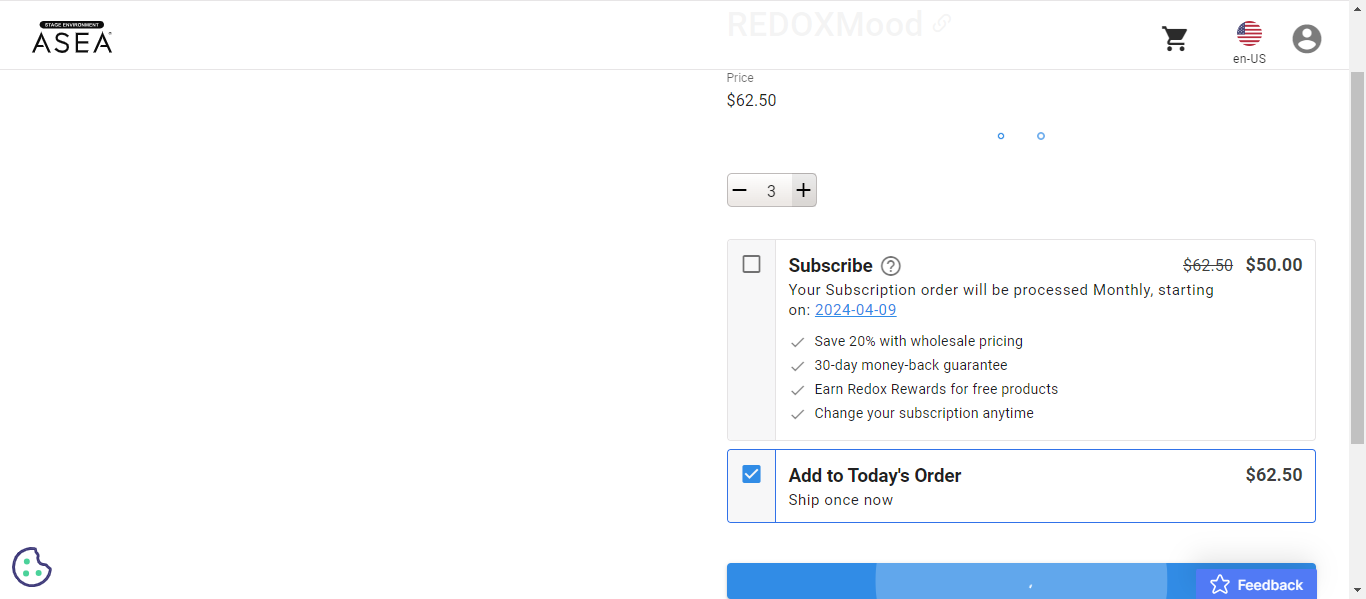 STAGE ENVIRONMENT
ASEA
REDOXMood
en-US
Price
$62.50
3
Subscribe
$62.50 $50.00
Your Subscription order will be processed Monthly, starting
on: 2024-04-09
Save 20% with wholesale pricing
30-day money-back guarantee
Earn Redox Rewards for free products
Change your subscription anytime
Add to Today's Order
$62.50
Ship once now
Feedback